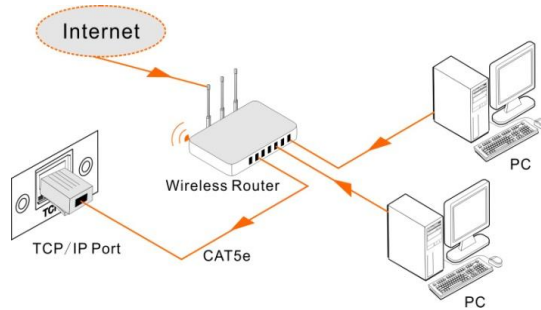 Internet
Wireless Router
PC
TCP/IP Port
CAT5e
PC